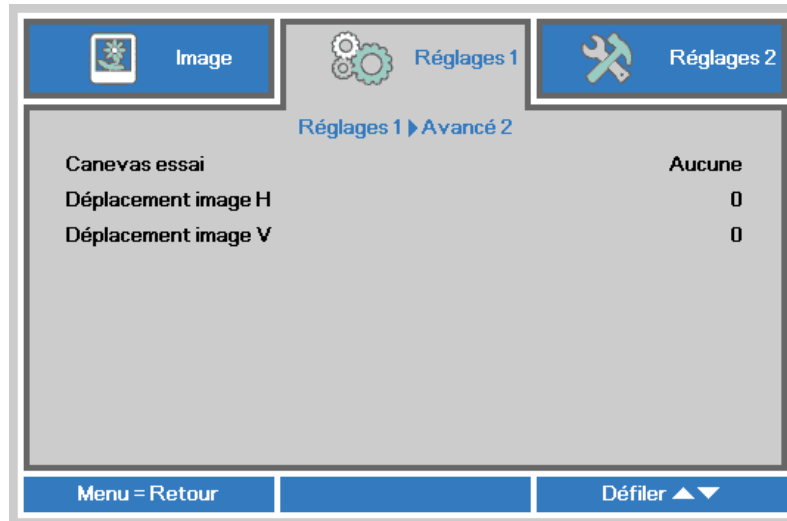 Image
Réglages 1
Réglages 2
Réglages 1 ▶ Avancé 2
Canevas essai Aucune
Déplacement image H 0
Déplacement image V 0
Menu = Retour
Défiler ▲▼